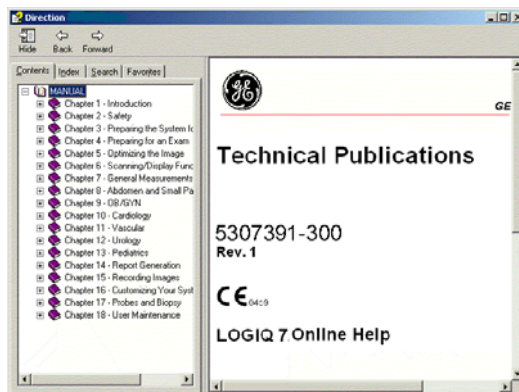 Direction
Hide Back Forward
Contents Index Search Favorites
MANUAL
Chapter 1 - Introduction
Chapter 2 - Safety
Chapter 3 - Preparing the System fo
Chapter 4 - Preparing for an Exam
Chapter 5 - Optimizing the Image
Chapter 6 - Scanning/Display Func
Chapter 7 - General Measurements
Chapter 8 - Abdomen and Small Pa
Chapter 9 - OB/GYN
Chapter 10 - Cardiology
Chapter 11 - Vascular
Chapter 12 - Urology
Chapter 13 - Pediatrics
Chapter 14 - Report Generation
Chapter 15 - Recording Images
Chapter 16 - Customizing Your Syst
Chapter 17 - Probes and Biopsy
Chapter 18 - User Maintenance
GE
GE
Technical Publications
5307391-300
Rev. 1
CE 0459
LOGIQ 7 Online Help